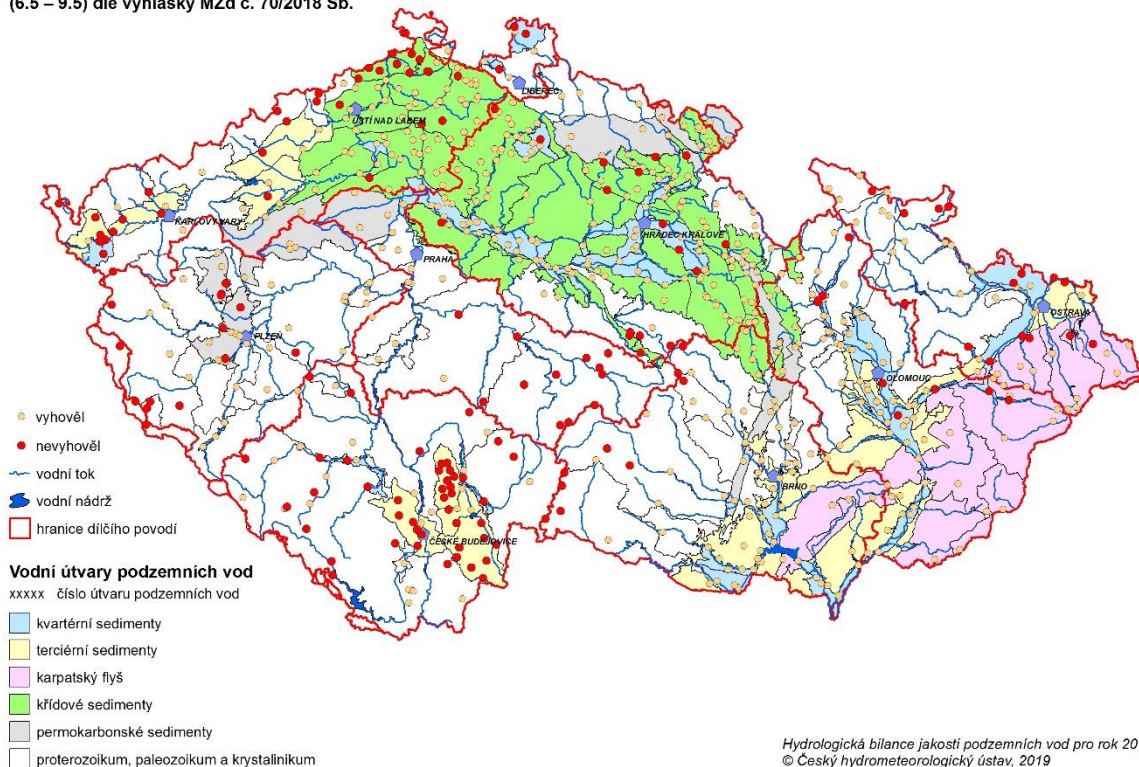 (6.5 – 9.5) dle vyhlášky MZd č. 70/2018 Sb.
LIBEREC
ÚSTÍ NAD LABEM
KARLOVY VARY
HRADEC KRÁLOVÉ
PRAHA
OSTRAVA
PLZEŇ
OLOMOUC
BRNO
ČESKÉ BUDĚJOVICE
vyhověl
nevyhověl
vodní tok
vodní nádrž
hranice dílčího povodí
Vodní útvary podzemních vod
xxxxx číslo útvaru podzemních vod
kvartérní sedimenty
terciérní sedimenty
karpatský flyš
křídové sedimenty
permokarbonské sedimenty
proterozoikum, paleozoikum a krystalinikum
Hydrologická bilance jakosti podzemních vod pro rok 20
© Český hydrometeorologický ústav, 2019